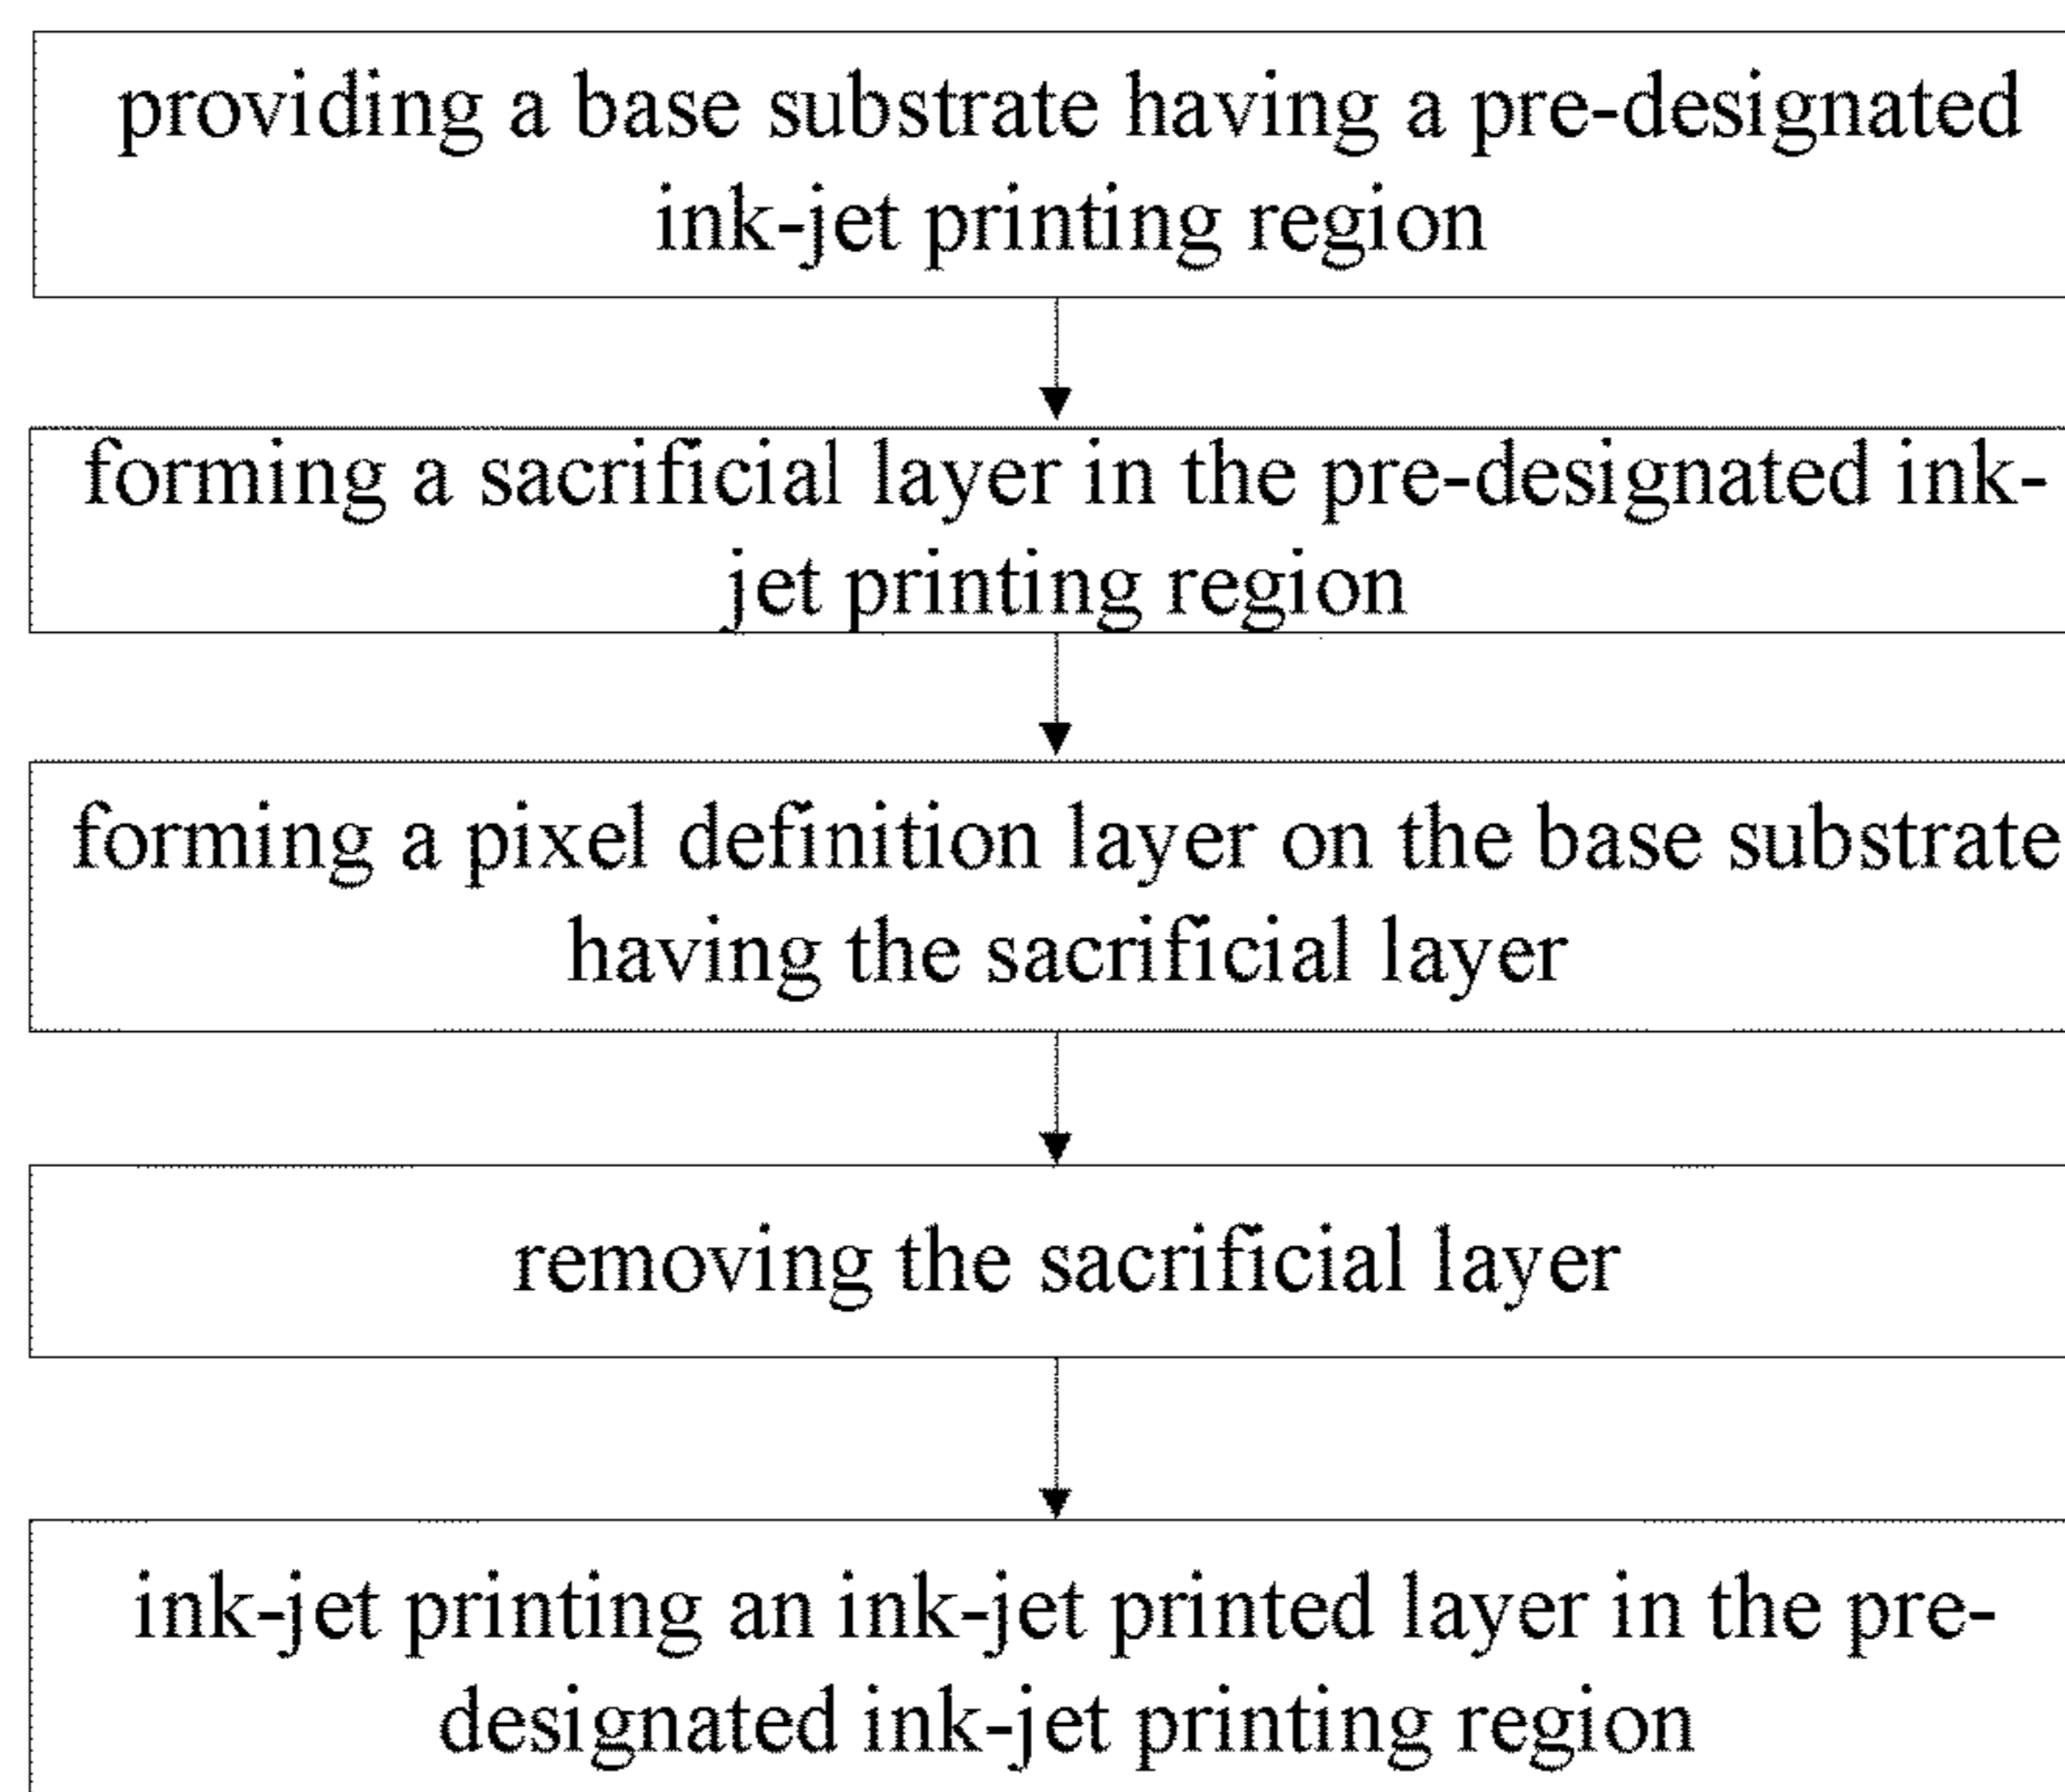 providing a base substrate having a pre-designated
ink-jet printing region
forming a sacrificial layer in the pre-designated ink-
jet printing region
forming a pixel definition layer on the base substrate
having the sacrificial layer
removing the sacrificial layer
ink-jet printing an ink-jet printed layer in the pre-
designated ink-jet printing region